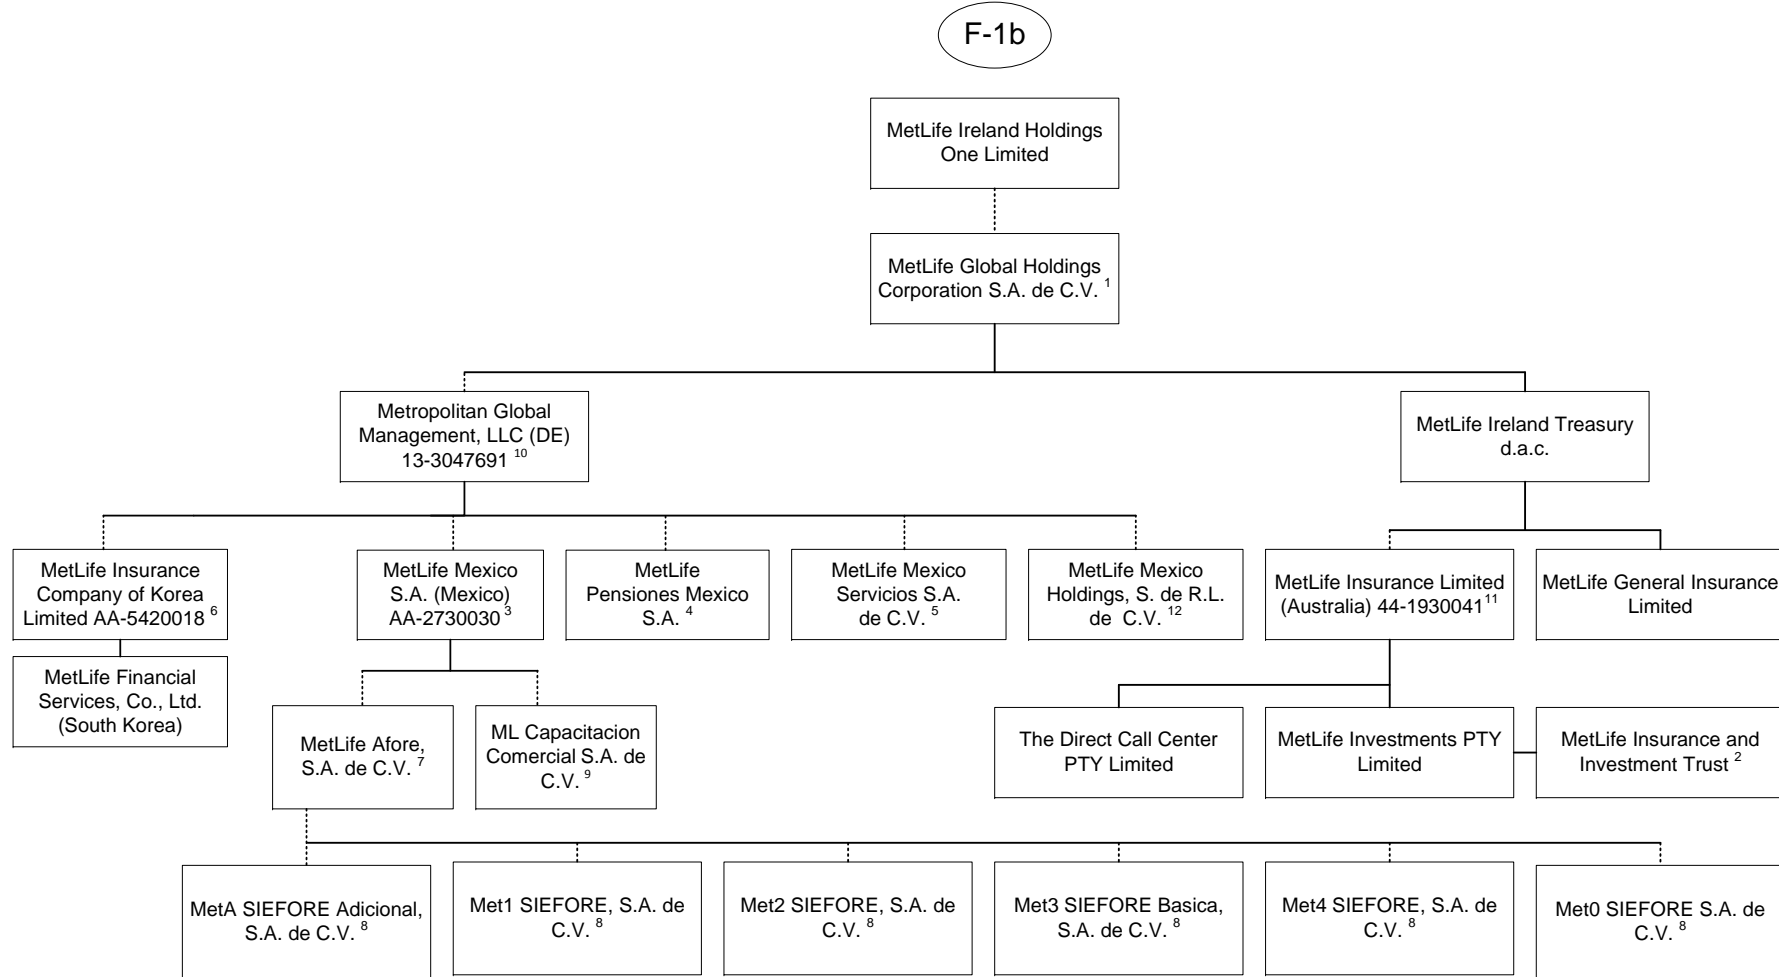 F-1b
MetLife Ireland Holdings
One Limited
MetLife Global Holdings
Corporation S.A. de C.V. 1
Metropolitan Global
Management, LLC (DE)
13-3047691 10
MetLife Ireland Treasury
d.a.c.
MetLife Insurance
Company of Korea
Limited AA-5420018 6
MetLife Mexico
S.A. (Mexico)
AA-2730030 3
MetLife
Pensiones Mexico
S.A. 4
MetLife Mexico
Servicios S.A.
de C.V. 5
MetLife Mexico
Holdings, S. de R.L.
de C.V. 12
MetLife Insurance Limited
(Australia) 44-1930041 11
MetLife General Insurance
Limited
MetLife Financial
Services, Co., Ltd.
(South Korea)
MetLife Afore,
S.A. de C.V. 7
ML Capacitacion
Comercial S.A. de
C.V. 9
The Direct Call Center
PTY Limited
MetLife Investments PTY
Limited
MetLife Insurance and
Investment Trust 2
MetA SIEFORE Adicional,
S.A. de C.V. 8
Met1 SIEFORE, S.A. de
C.V. 8
Met2 SIEFORE, S.A. de
C.V. 8
Met3 SIEFORE Basica,
S.A. de C.V. 8
Met4 SIEFORE, S.A. de
C.V. 8
Met0 SIEFORE S.A. de
C.V. 8